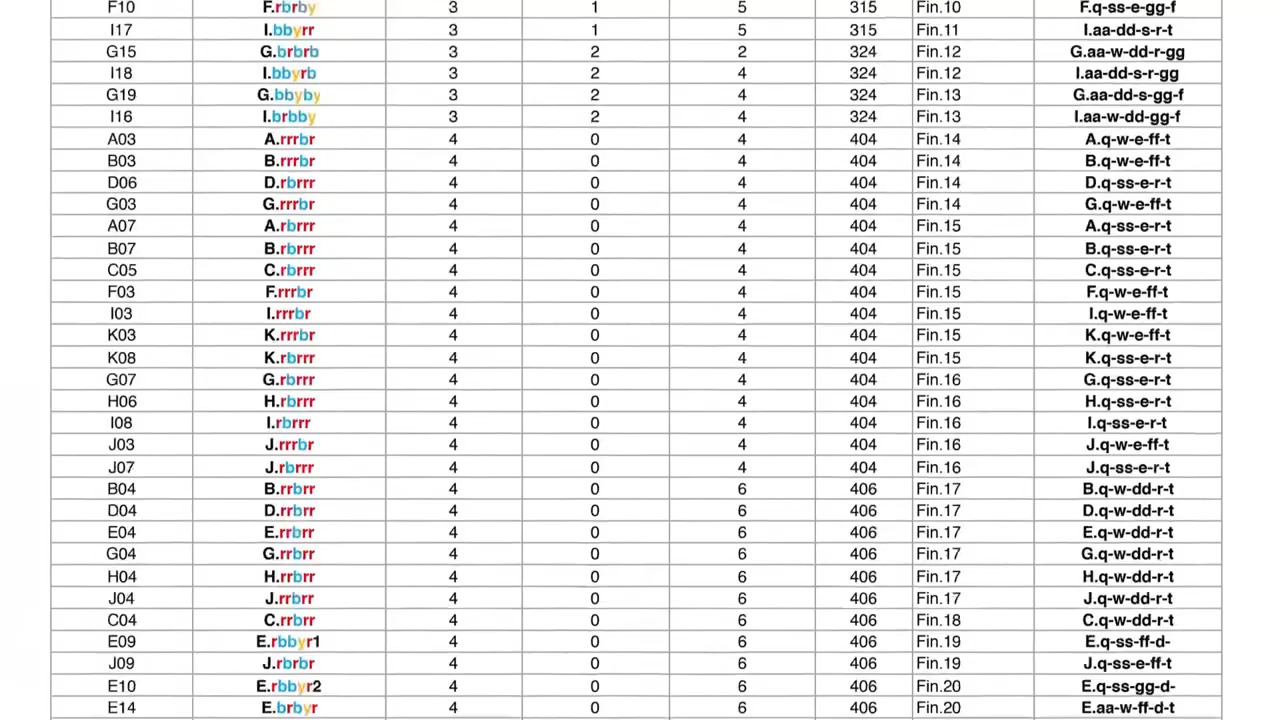 F10 F.rbrby 3 1 5 315 Fin.10 F.q-ss-e-gg-f
I17 I.bbyrr 3 1 5 315 Fin.11 I.aa-dd-s-r-t
G15 G.brbrb 3 2 2 324 Fin.12 G.aa-w-dd-r-gg
I18 I.bbyrb 3 2 4 324 Fin.12 I.aa-dd-s-r-gg
G19 G.bbyby 3 2 4 324 Fin.13 G.aa-dd-s-gg-f
I16 I.brbby 3 2 4 324 Fin.13 I.aa-w-dd-gg-f
A03 A.rrrbr 4 0 4 404 Fin.14 A.q-w-e-ff-t
B03 B.rrrbr 4 0 4 404 Fin.14 B.q-w-e-ff-t
D06 D.rbrrr 4 0 4 404 Fin.14 D.q-ss-e-r-t
G03 G.rrrbr 4 0 4 404 Fin.14 G.q-w-e-ff-t
A07 A.rbrrr 4 0 4 404 Fin.15 A.q-ss-e-r-t
B07 B.rbrrr 4 0 4 404 Fin.15 B.q-ss-e-r-t
C05 C.rbrrr 4 0 4 404 Fin.15 C.q-ss-e-r-t
F03 F.rrrbr 4 0 4 404 Fin.15 F.q-w-e-ff-t
I03 I.rrrbr 4 0 4 404 Fin.15 I.q-w-e-ff-t
K03 K.rrrbr 4 0 4 404 Fin.15 K.q-w-e-ff-t
K08 K.rbrrr 4 0 4 404 Fin.15 K.q-ss-e-r-t
G07 G.rbrrr 4 0 4 404 Fin.16 G.q-ss-e-r-t
H06 H.rbrrr 4 0 4 404 Fin.16 H.q-ss-e-r-t
I08 I.rbrrr 4 0 4 404 Fin.16 I.q-ss-e-r-t
J03 J.rrrbr 4 0 4 404 Fin.16 J.q-w-e-ff-t
J07 J.rbrrr 4 0 4 404 Fin.16 J.q-ss-e-r-t
B04 B.rrbrr 4 0 6 406 Fin.17 B.q-w-dd-r-t
D04 D.rrbrr 4 0 6 406 Fin.17 D.q-w-dd-r-t
E04 E.rrbrr 4 0 6 406 Fin.17 E.q-w-dd-r-t
G04 G.rrbrr 4 0 6 406 Fin.17 G.q-w-dd-r-t
H04 H.rrbrr 4 0 6 406 Fin.17 H.q-w-dd-r-t
J04 J.rrbrr 4 0 6 406 Fin.17 J.q-w-dd-r-t
C04 C.rrbrr 4 0 6 406 Fin.18 C.q-w-dd-r-t
E09 E.rbbyr1 4 0 6 406 Fin.19 E.q-ss-ff-d-
J09 J.rbrbr 4 0 6 406 Fin.19 J.q-ss-e-ff-t
E10 E.rbbyr2 4 0 6 406 Fin.20 E.q-ss-gg-d-
E14 E.brbyr 4 0 6 406 Fin.20 E.aa-w-ff-d-t